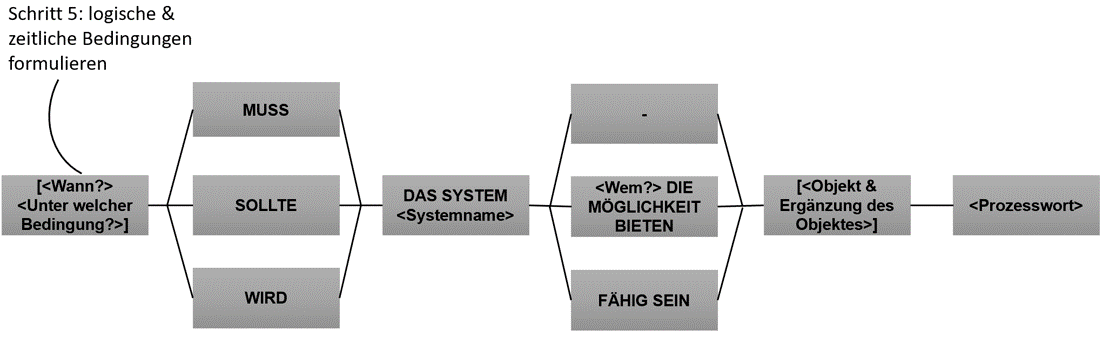 Schritt 5: logische &
zeitliche Bedingungen
formulieren
[<Wann?>
<Unter welcher
Bedingung?>]
MUSS
SOLLTE
WIRD
DAS SYSTEM
<Systemname>
-
<Wem?> DIE
MÖGLICHKEIT
BIETEN
FÄHIG SEIN
[<Objekt &
Ergänzung des
Objektes>]
<Prozesswort>